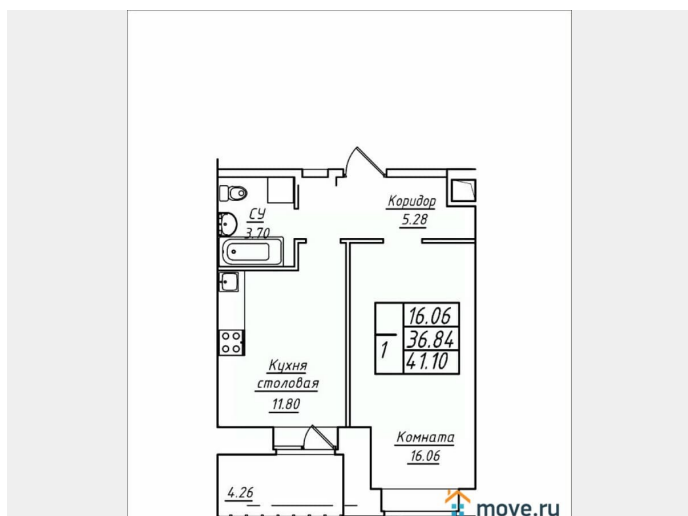 СУ
3.70
Коридор
5.28
16.06
1
36.84
41.10
Кухня
столовая
11.80
Комната
16.06
4.26
move.ru